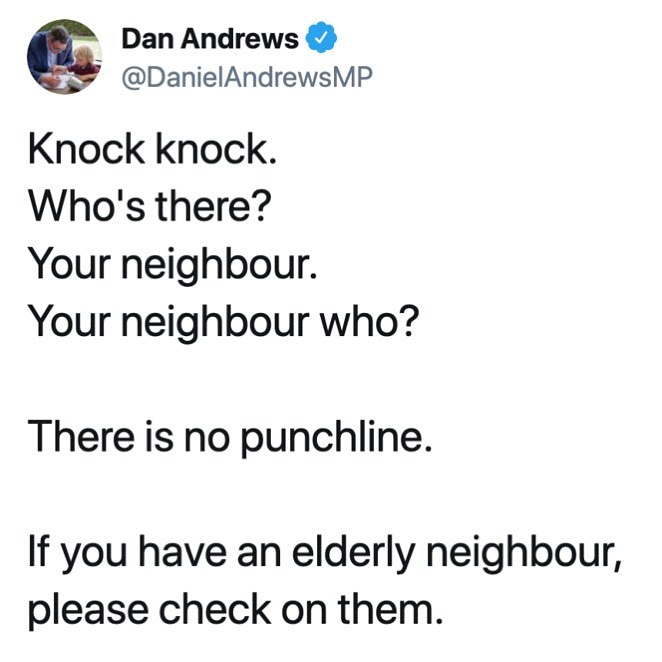 Dan Andrews
@DanielAndrewsMP
Knock knock.
Who's there?
Your neighbour.
Your neighbour who?
There is no punchline.
If you have an elderly neighbour,
please check on them.